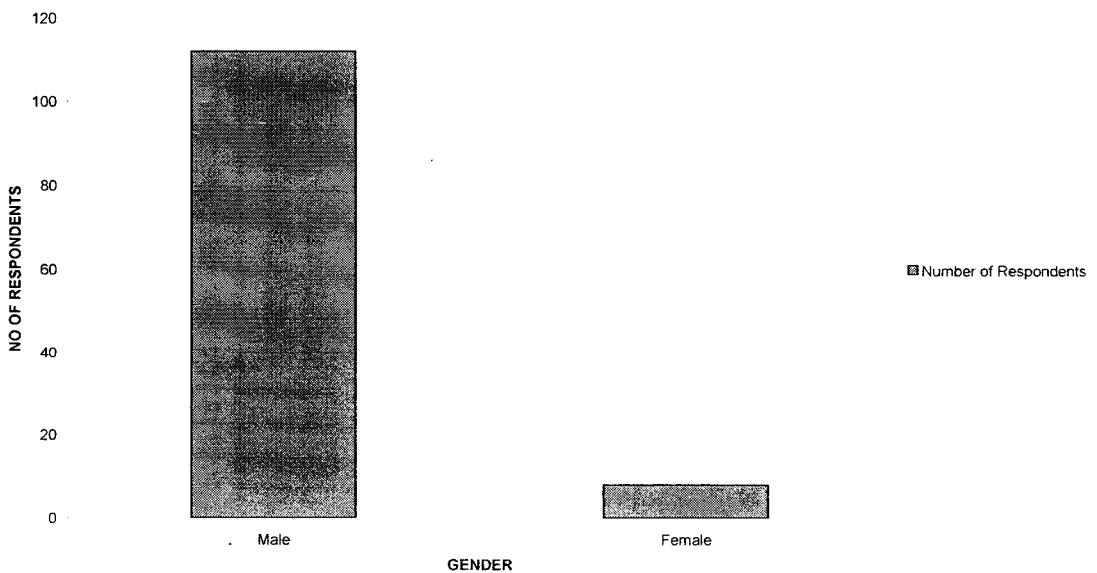 120
100
80
60
40
20
0
NO OF RESPONDENTS
Male
Female
GENDER
Number of Respondents